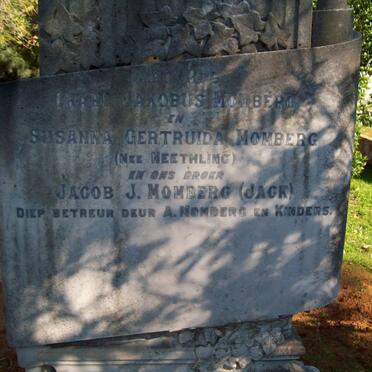 JAKOBUS MOMBERG
EN
SUSANNA GERTRUIDA MOMBERG
(NEE NEETHLING)
EN ONS BROER
JACOB J. MOMBERG (JACK)
DIEP BETREUR DEUR A. MOMBERG EN KINDERS.